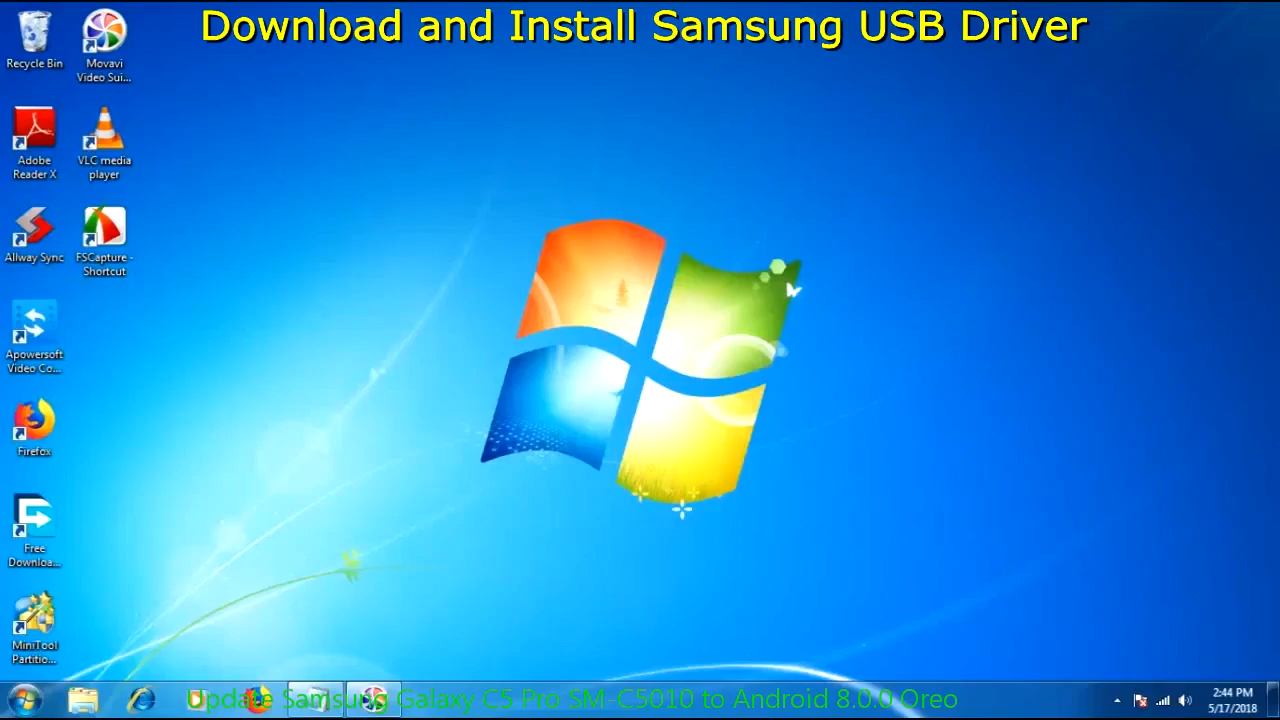 Download and Install Samsung USB Driver
Recycle Bin
Movavi
Video Sui...
Adobe
Reader X
VLC media
player
Allway Sync
FSCapture -
Shortcut
Apowersoft
Video Co...
Firefox
Free
Downloa...
MiniTool
Partitio...
Update Samsung Galaxy C5 Pro SM-C5010 to Android 8.0.0 Oreo
2:44 PM
5/17/2018